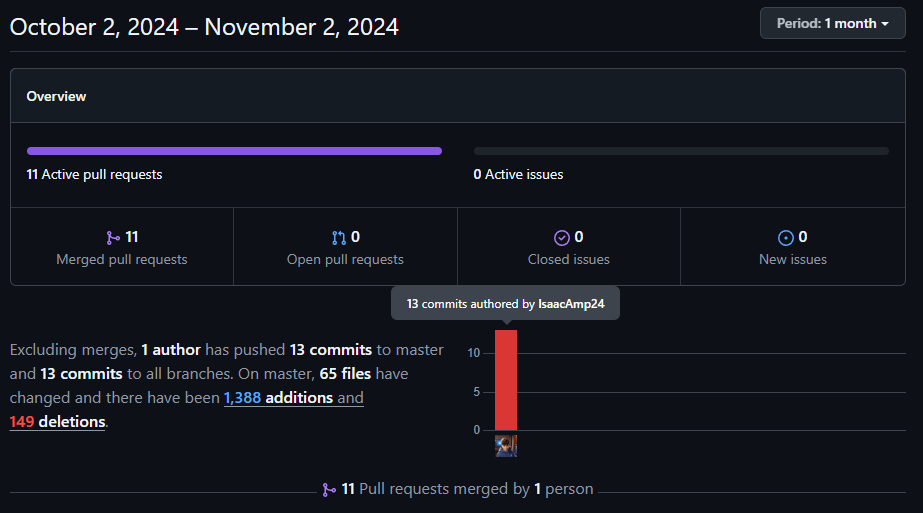 October 2, 2024 – November 2, 2024
Period: 1 month
Overview
11 Active pull requests
0 Active issues
11
Merged pull requests
0
Open pull requests
0
Closed issues
0
New issues
13 commits authored by IsaacAmp24
Excluding merges, 1 author has pushed 13 commits to master
and 13 commits to all branches. On master, 65 files have
changed and there have been 1,388 additions and
149 deletions.
10
5
0
11 Pull requests merged by 1 person